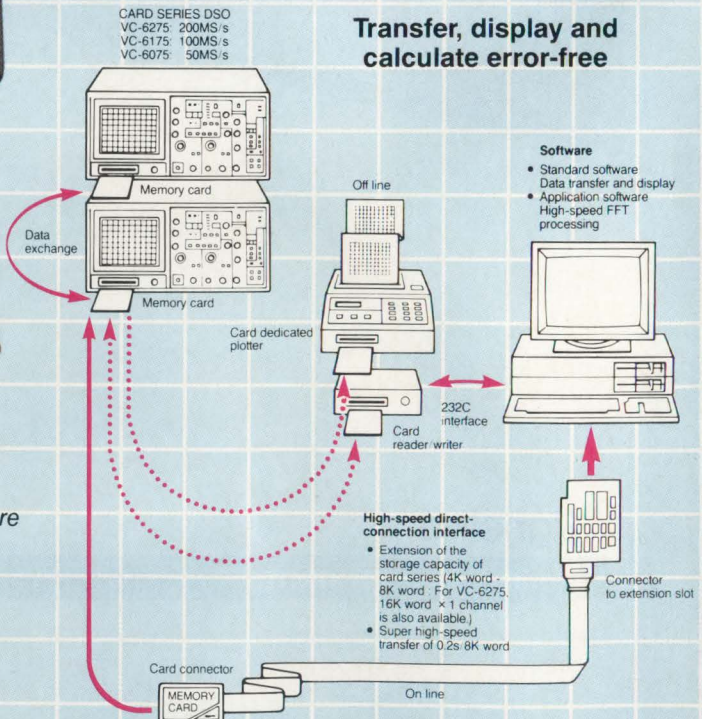 CARD SERIES DSO
VC-6275: 200MS/s
VC-6175: 100MS/s
VC-6075: 50MS/s
Transfer, display and
calculate error-free
Memory card
Data
exchange
Memory card
Off line
Card dedicated
plotter
Card
reader/writer
232C
interface
Software
• Standard software
Data transfer and display
• Application software
High-speed FFT
processing
re
High-speed direct-
connection interface
• Extension of the
storage capacity of
card series (4K word -
8K word : For VC-6275,
16K word × 1 channel
is also available.)
• Super high-speed
transfer of 0.2s/8K word
Connector
to extension slot
Card connector
MEMORY
CARD
On line